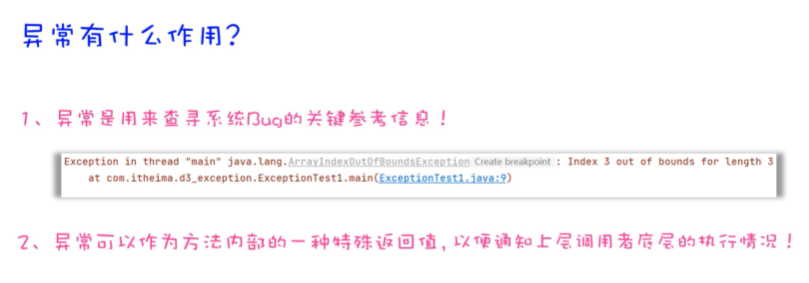 异常有什么作用?
1、异常是用来查寻系统Bug的关键参考信息！
Exception in thread "main" java.lang.ArrayIndexOutOfBoundsException Create breakpoint : Index 3 out of bounds for length 3
at com.itheima.d3_exception.ExceptionTest1.main(ExceptionTest1.java:9)
2、异常可以作为方法内部的一种特殊返回值,以便通知上层调用者底层的执行情况！